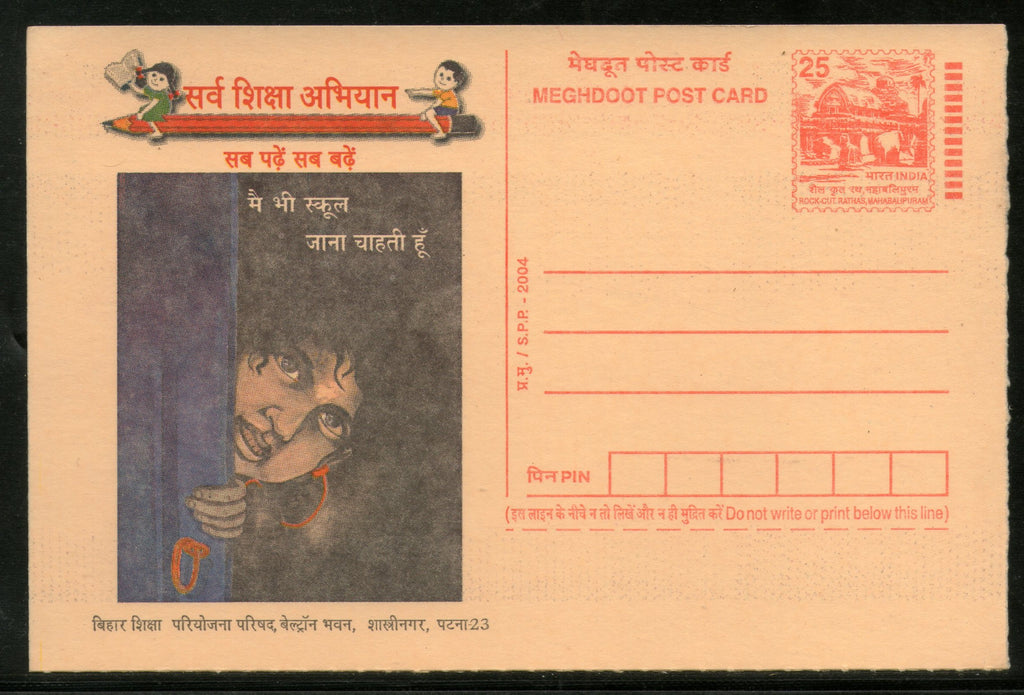 सर्व शिक्षा अभियान
सब पढ़ें सब बढ़ें
मै भी स्कूल
जाना चाहती हूँ
बिहार शिक्षा परियोजना परिषद, बेल्ट्रॉन भवन, शास्त्रीनगर, पटना 23
मेघदूत पोस्ट कार्ड
MEGHDOOT POST CARD
25
भारत INDIA
शैल कृत रथ, महाबलिपुरम
ROCK-CUT. RATHAS, MAHABALIPURAM
प्र.मु. / S.P.P. - 2004
पिन PIN
(इस लाइन के नीचे न तो लिखें और न ही मुद्रित करें Do not write or print below this line)